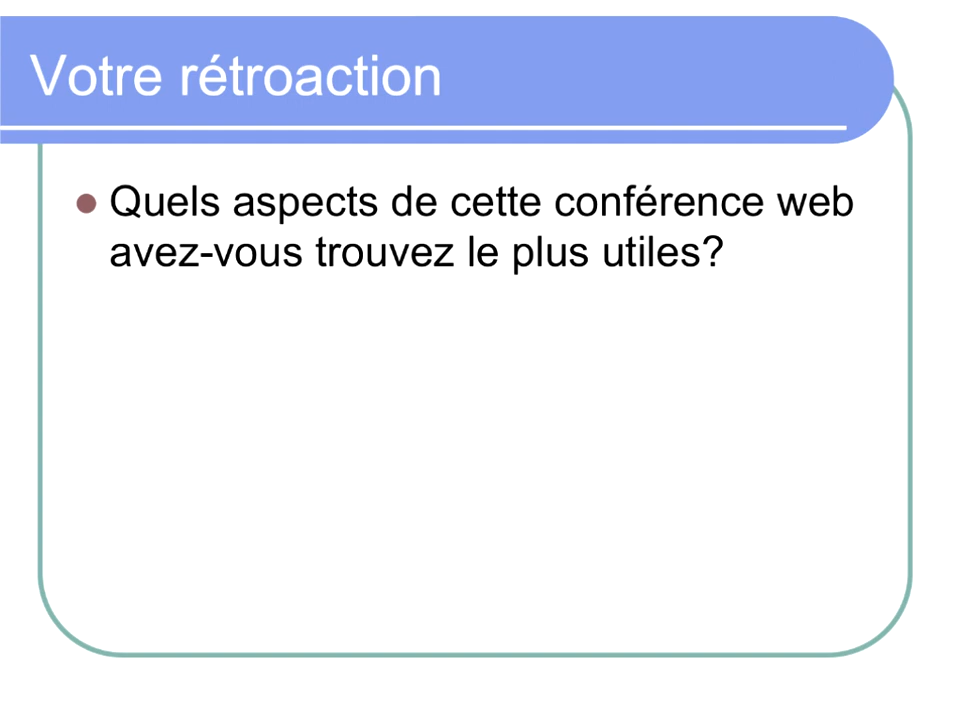 Votre rétroaction
Quels aspects de cette conférence web
avez-vous trouvez le plus utiles?